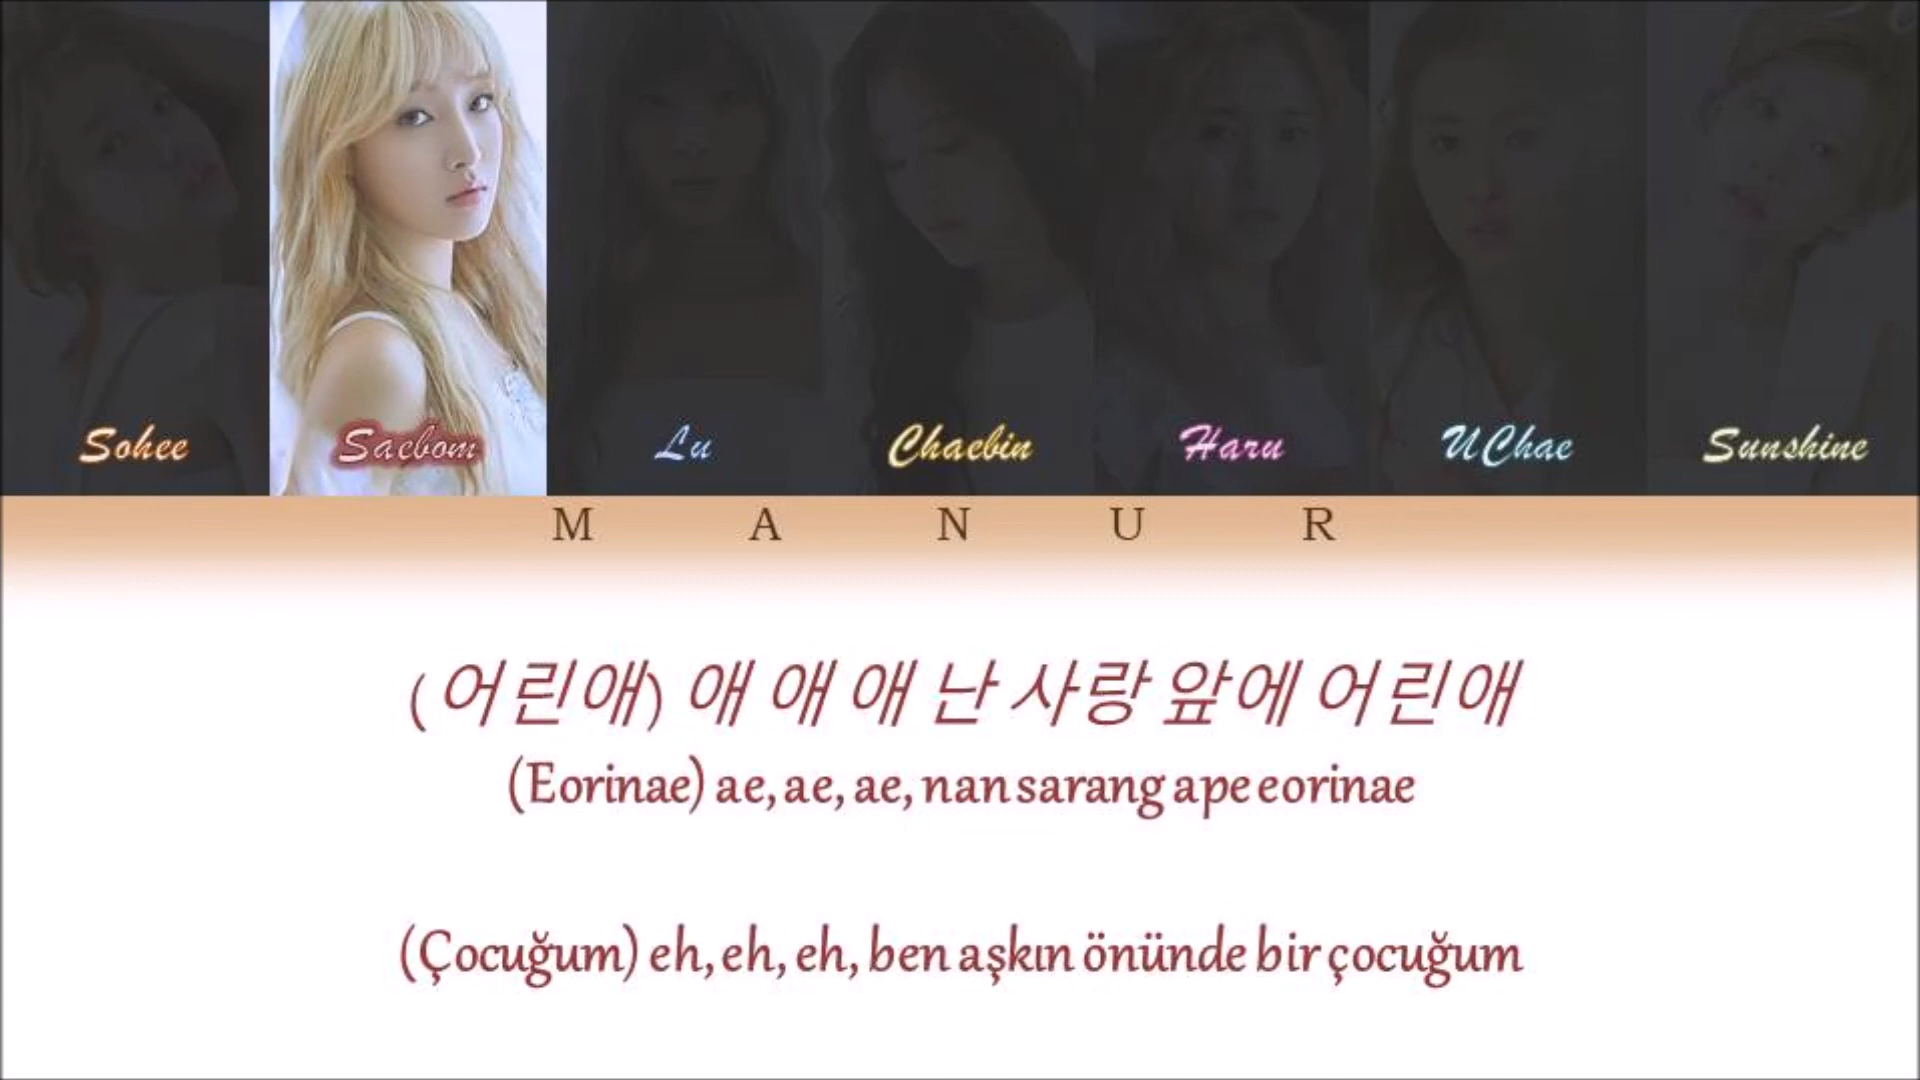 Sohee Saebom Lu Chaebin Haru UChae Sunshine
M A N U R
(어린애) 애 애 애 난 사랑 앞에 어린애
(Eorinae) ae, ae, ae, nan sarang ape eorinae
(Çocuğum) eh, eh, eh, ben aşkın önünde bir çocuğum